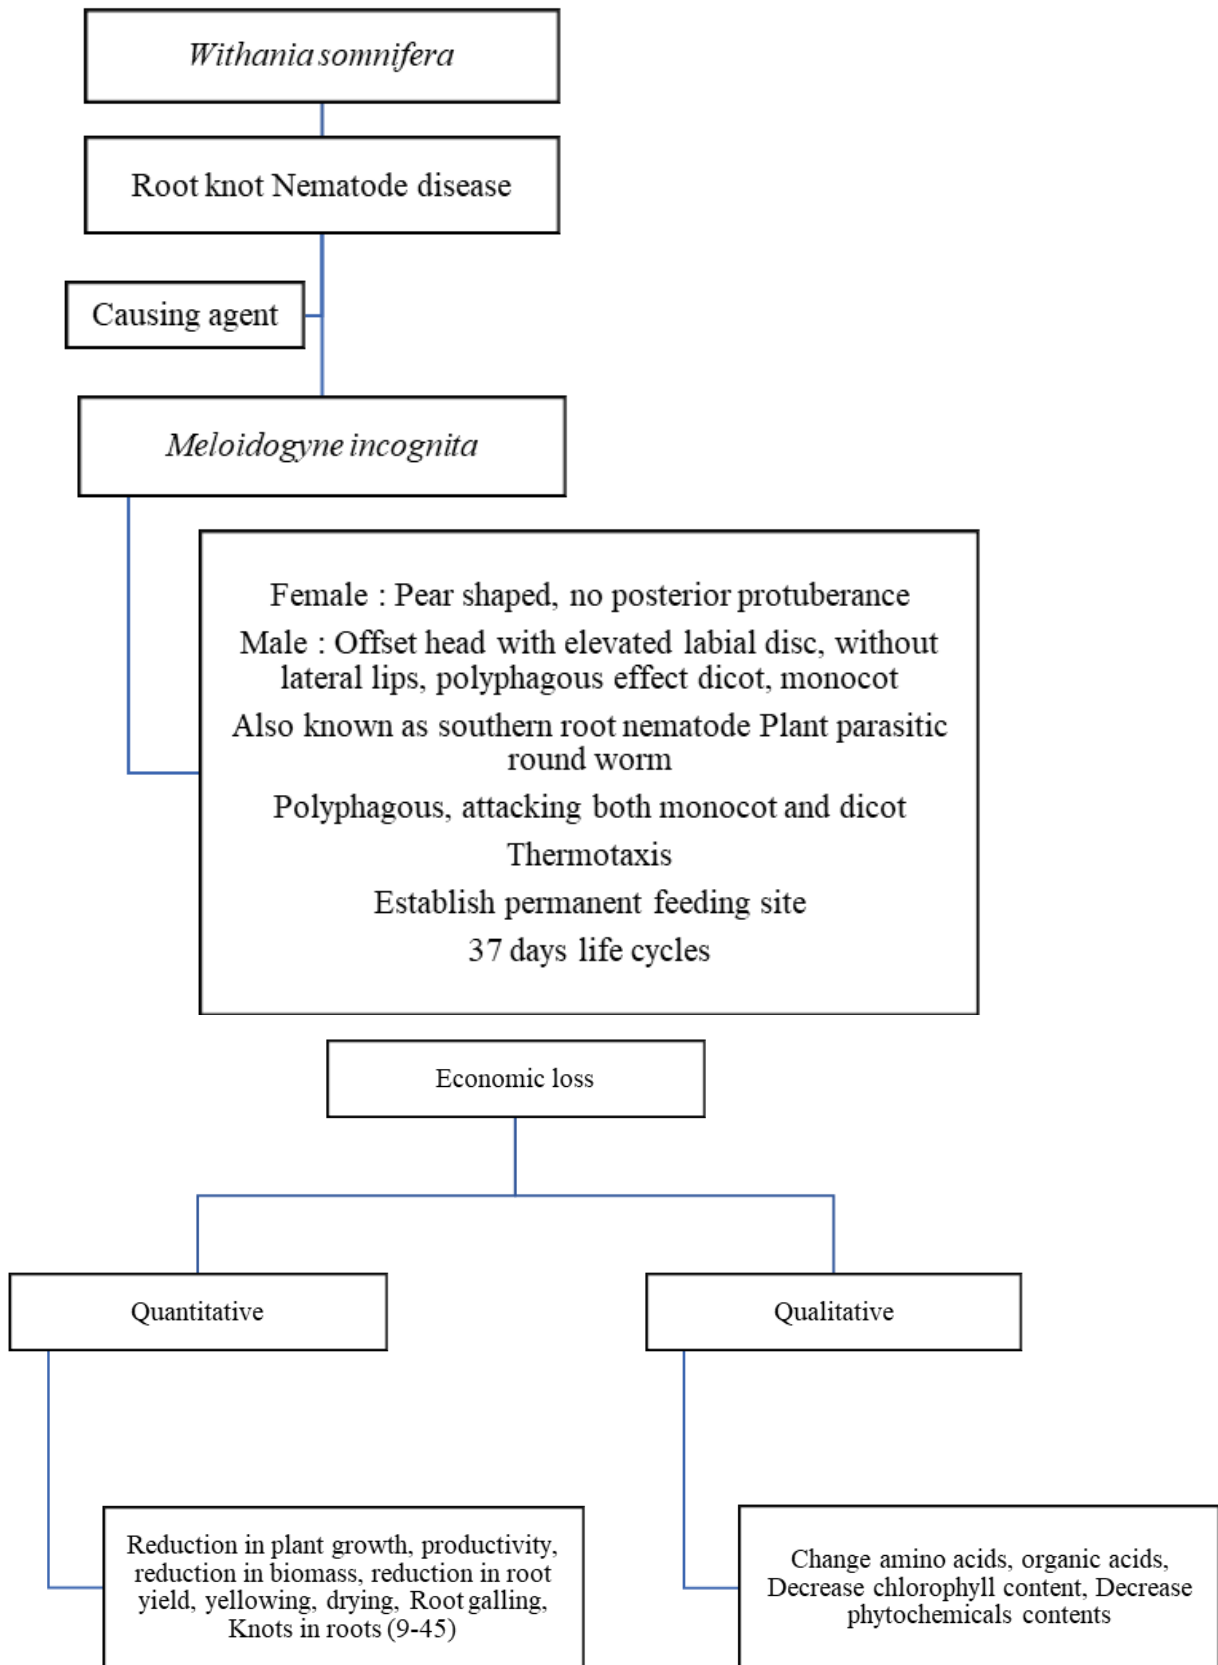 Withania somnifera
Root knot Nematode disease
Causing agent
Meloidogyne incognita
Female : Pear shaped, no posterior protuberance
Male : Offset head with elevated labial disc, without
lateral lips, polyphagous effect dicot, monocot
Also known as southern root nematode Plant parasitic
round worm
Polyphagous, attacking both monocot and dicot
Thermotaxis
Establish permanent feeding site
37 days life cycles
Economic loss
Quantitative
Qualitative
Reduction in plant growth, productivity,
reduction in biomass, reduction in root
yield, yellowing, drying, Root galling,
Knots in roots (9-45)
Change amino acids, organic acids,
Decrease chlorophyll content, Decrease
phytochemicals contents